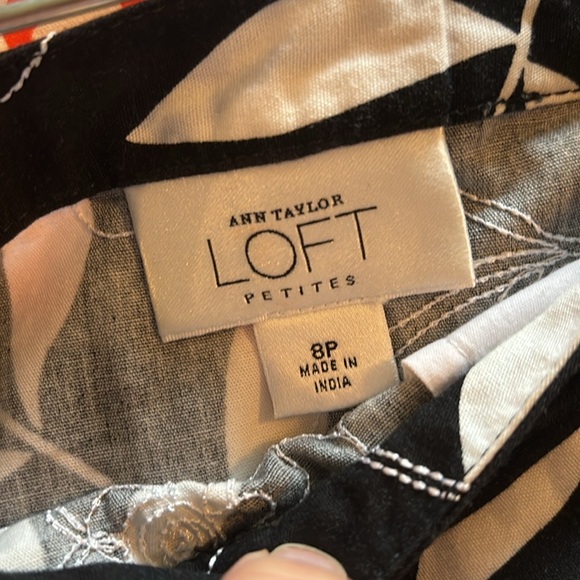 ANN TAYLOR
LOFT
PETITES
8P
MADE IN
INDIA